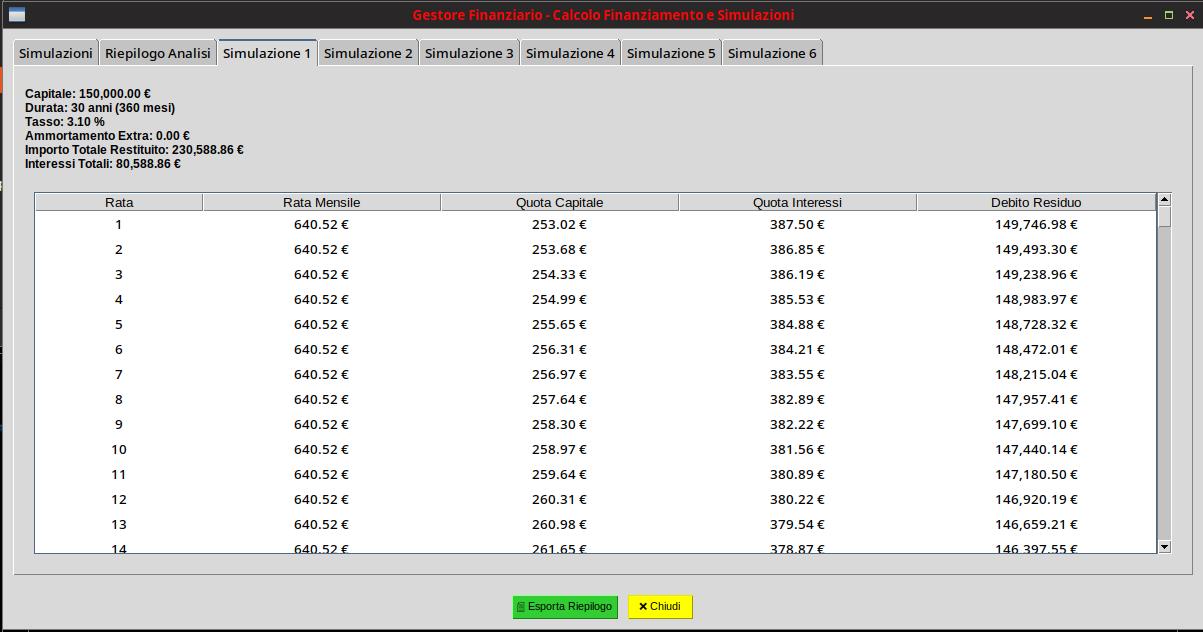 Gestore Finanziario - Calcolo Finanziamento e Simulazioni
Simulazioni Riepilogo Analisi Simulazione 1 Simulazione 2 Simulazione 3 Simulazione 4 Simulazione 5 Simulazione 6
Capitale: 150,000.00 €
Durata: 30 anni (360 mesi)
Tasso: 3.10 %
Ammortamento Extra: 0.00 €
Importo Totale Restituito: 230,588.86 €
Interessi Totali: 80,588.86 €
Rata Rata Mensile Quota Capitale Quota Interessi Debito Residuo
1 640.52 € 253.02 € 387.50 € 149,746.98 €
2 640.52 € 253.68 € 386.85 € 149,493.30 €
3 640.52 € 254.33 € 386.19 € 149,238.96 €
4 640.52 € 254.99 € 385.53 € 148,983.97 €
5 640.52 € 255.65 € 384.88 € 148,728.32 €
6 640.52 € 256.31 € 384.21 € 148,472.01 €
7 640.52 € 256.97 € 383.55 € 148,215.04 €
8 640.52 € 257.64 € 382.89 € 147,957.41 €
9 640.52 € 258.30 € 382.22 € 147,699.10 €
10 640.52 € 258.97 € 381.56 € 147,440.14 €
11 640.52 € 259.64 € 380.89 € 147,180.50 €
12 640.52 € 260.31 € 380.22 € 146,920.19 €
13 640.52 € 260.98 € 379.54 € 146,659.21 €
14 640.52 € 261.65 € 378.87 € 146,397.55 €
Esporta Riepilogo Chiudi